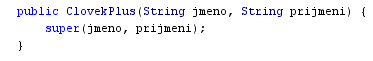 public ClovekPlus(String jmeno, String prijmeni) {
    super(jmeno, prijmeni);
}